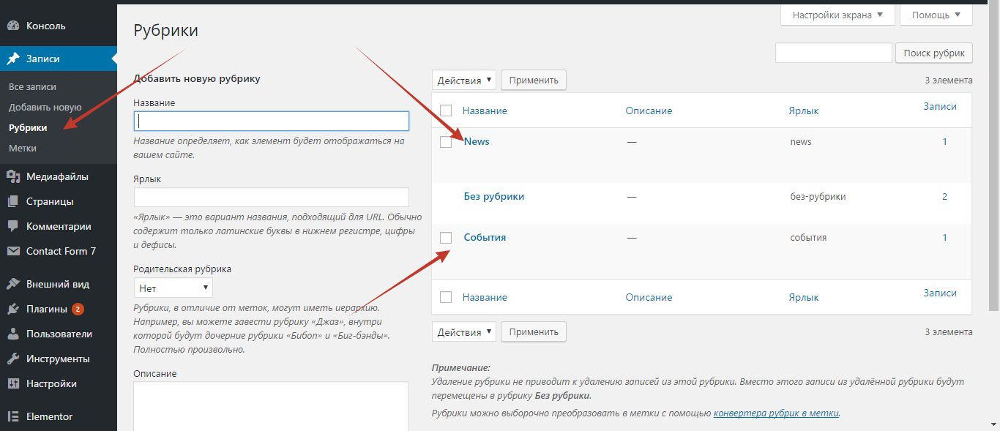 Консоль
Записи
Все записи
Добавить новую
Рубрики
Метки
Медиафайлы
Страницы
Комментарии
Contact Form 7
Внешний вид
Плагины 2
Пользователи
Инструменты
Настройки
Elementor
Настройки экрана
Помощь
Рубрики
Поиск рубрик
Добавить новую рубрику
Название
Название определяет, как элемент будет отображаться на
вашем сайте.
Ярлык
«Ярлык» — это вариант названия, подходящий для URL. Обычно
содержит только латинские буквы в нижнем регистре, цифры
и дефисы.
Родительская рубрика
Нет
Рубрики, в отличие от меток, могут иметь иерархию.
Например, вы можете завести рубрику «Джаз», внутри
которой будут дочерние рубрики «Бибоп» и «Биг-бэнды».
Полностью произвольно.
Описание
Действия Применить 3 элемента
Название Описание Ярлык Записи
News — news 1
Без рубрики — без-рубрики 2
События — события 1
Название Описание Ярлык Записи
Действия Применить 3 элемента
Примечание:
Удаление рубрики не приводит к удалению записей из этой рубрики. Вместо этого записи из удалённой рубрики будут
перемещены в рубрику Без рубрики.
Рубрики можно выборочно преобразовать в метки с помощью конвертера рубрик в метки.